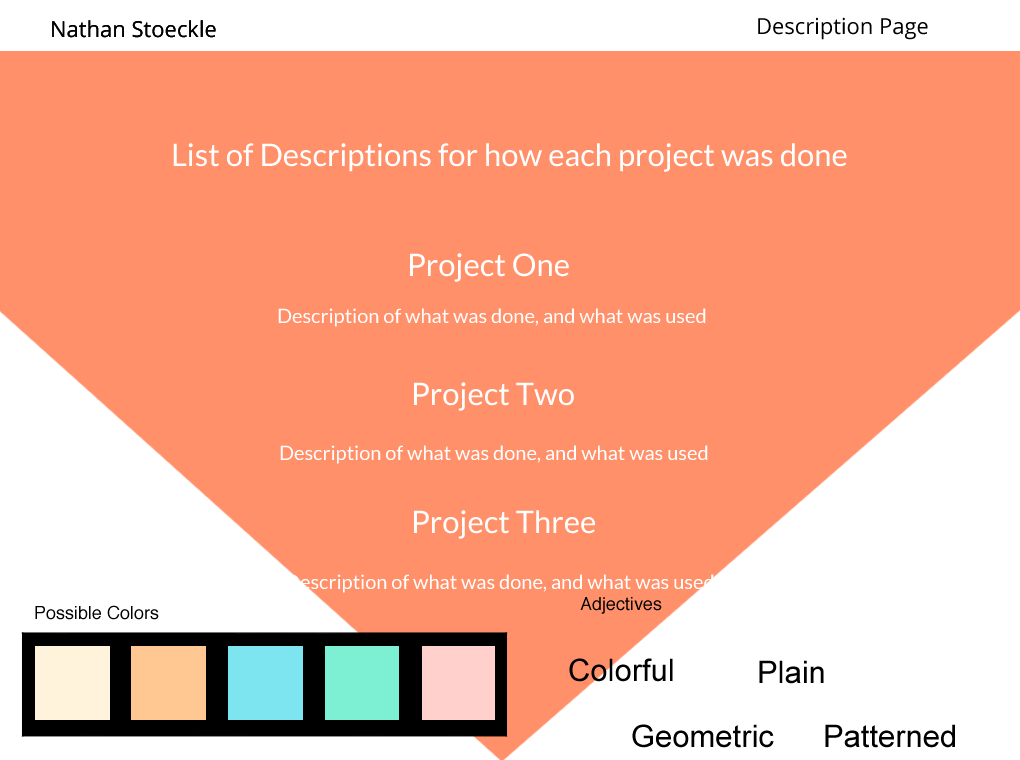 Nathan Stoeckle
Description Page
List of Descriptions for how each project was done
Project One
Description of what was done, and what was used
Project Two
Description of what was done, and what was used
Project Three
Description of what was done, and what was used
Possible Colors
Adjectives
Colorful
Plain
Geometric
Patterned